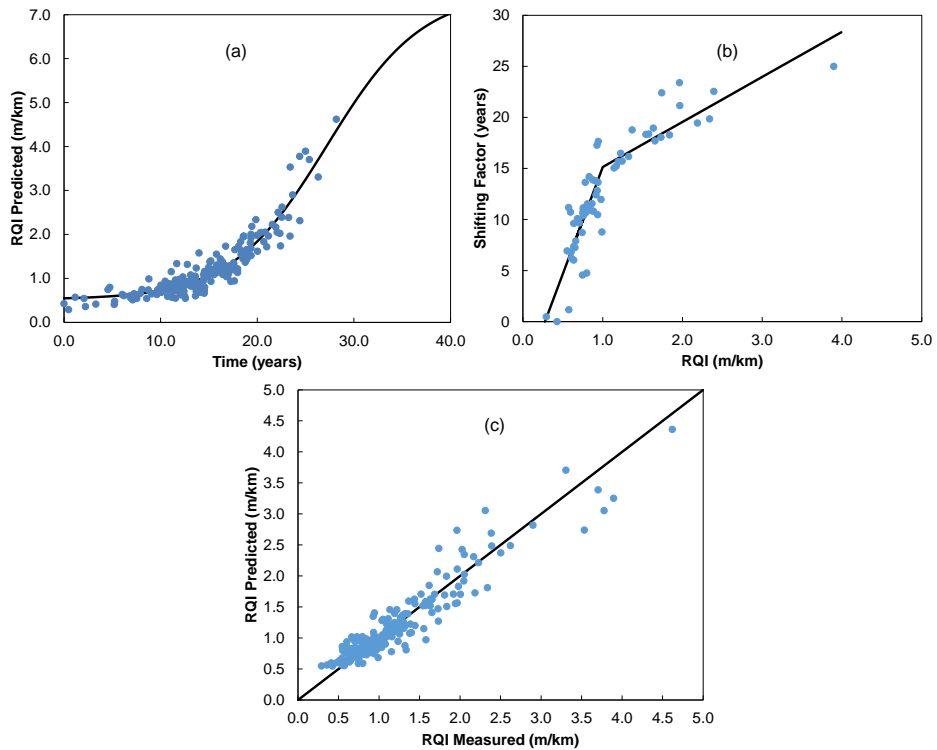 7.0
6.0
5.0
4.0
3.0
2.0
1.0
0.0
RQI Predicted (m/km)
(a)
0.0 10.0 20.0 30.0 40.0
Time (years)
30
25
20
15
10
5
0
Shifting Factor (years)
(b)
0.0 1.0 2.0 3.0 4.0 5.0
RQI (m/km)
5.0
4.5
4.0
3.5
3.0
2.5
2.0
1.5
1.0
0.5
0.0
RQI Predicted (m/km)
(c)
0.0 0.5 1.0 1.5 2.0 2.5 3.0 3.5 4.0 4.5 5.0
RQI Measured (m/km)